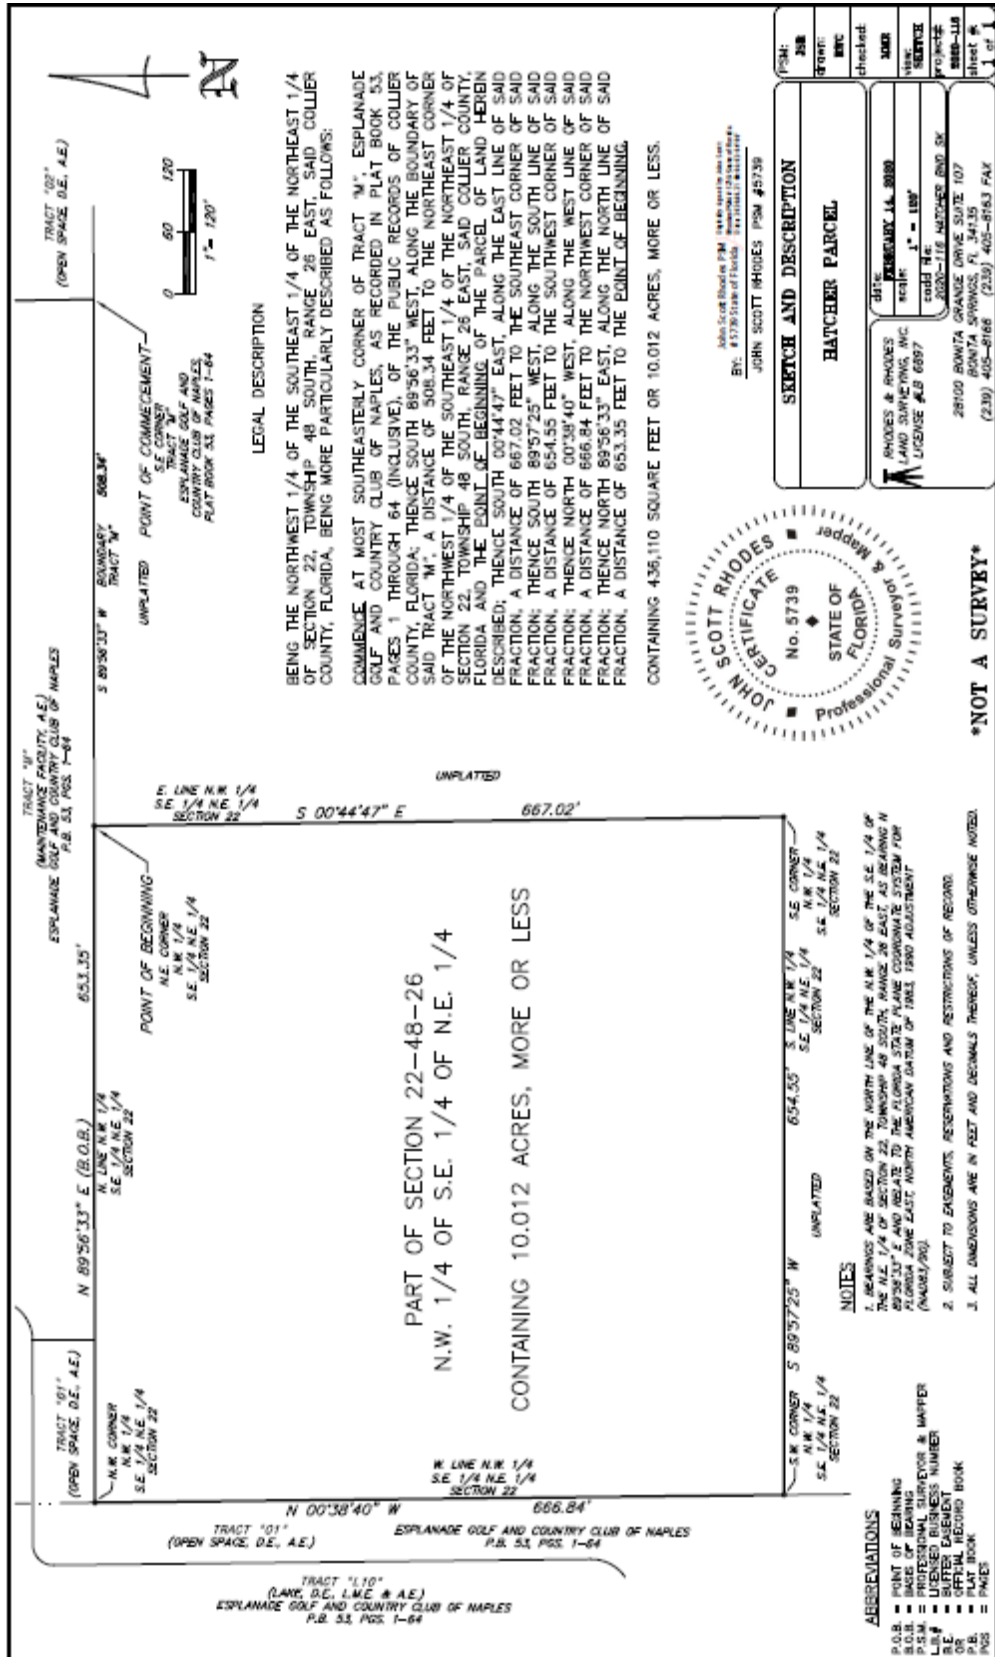 TRACT "U"
(MAINTENANCE FACILITY, A.E.)
ESPLANADE GOLF AND COUNTRY CLUB OF NAPLES
P.B. 53, PGS. 1-64
TRACT "O2"
(OPEN SPACE D.E., A.E.)
TRACT "O1"
(OPEN SPACE, D.E., A.E.)
N 89°56'33" E (B.O.B.)
653.35'
S 89°56'33" W
BOUNDARY
TRACT "M"
508.34'
N.W. CORNER
N.W. 1/4
S.E. 1/4 N.E. 1/4
SECTION 22
N. LINE N.W. 1/4
S.E. 1/4 N.E. 1/4
SECTION 22
POINT OF BEGINNING
N.E. CORNER
N.W. 1/4
S.E. 1/4 N.E. 1/4
SECTION 22
E. LINE N.W. 1/4
S.E. 1/4 N.E. 1/4
SECTION 22
UNPLATTED
POINT OF COMMECEMENT
S.E. CORNER
TRACT "M"
ESPLANADE GOLF AND
COUNTRY CLUB OF NAPLES,
PLAT BOOK 53, PAGES 1-64
N
0 60 120
1"= 120'
S 00°44'47" E
667.02'
UNPLATTED
PART OF SECTION 22-48-26
N.W. 1/4 OF S.E. 1/4 OF N.E. 1/4
CONTAINING 10.012 ACRES, MORE OR LESS
W. LINE N.W. 1/4
S.E. 1/4 N.E. 1/4
SECTION 22
N 00°38'40" W
666.84'
TRACT "O1"
(OPEN SPACE, D.E., A.E.)
ESPLANADE GOLF AND COUNTRY CLUB OF NAPLES
P.B. 53, PGS. 1-64
TRACT "L10"
(LAKE, D.E., L.M.E. & A.E.)
ESPLANADE GOLF AND COUNTRY CLUB OF NAPLES
P.B. 53, PGS. 1-64
S.W. CORNER
N.W. 1/4
S.E. 1/4 N.E. 1/4
SECTION 22
S 89°57'25" W
UNPLATTED
654.55'
S. LINE N.W. 1/4
S.E. 1/4 N.E. 1/4
SECTION 22
S.E. CORNER
N.W. 1/4
S.E. 1/4 N.E. 1/4
SECTION 22
LEGAL DESCRIPTION
BEING THE NORTHWEST 1/4 OF THE SOUTHEAST 1/4 OF THE NORTHEAST 1/4
OF SECTION 22, TOWNSHIP 48 SOUTH, RANGE 26 EAST, SAID COLLIER
COUNTY, FLORIDA, BEING MORE PARTICULARLY DESCRIBED AS FOLLOWS:
COMMENCE AT MOST SOUTHEASTERLY CORNER OF TRACT "M", ESPLANADE
GOLF AND COUNTRY CLUB OF NAPLES, AS RECORDED IN PLAT BOOK 53,
PAGES 1 THROUGH 64 (INCLUSIVE), OF THE PUBLIC RECORDS OF COLLIER
COUNTY, FLORIDA; THENCE SOUTH 89°56'33" WEST, ALONG THE BOUNDARY OF
SAID TRACT "M", A DISTANCE OF 508.34 FEET TO THE NORTHEAST CORNER
OF THE NORTHWEST 1/4 OF THE SOUTHEAST 1/4 OF THE NORTHEAST 1/4 OF
SECTION 22, TOWNSHIP 48 SOUTH, RANGE 26 EAST, SAID COLLIER COUNTY,
FLORIDA AND THE POINT OF BEGINNING OF THE PARCEL OF LAND HEREIN
DESCRIBED; THENCE SOUTH 00°44'47" EAST, ALONG THE EAST LINE OF SAID
FRACTION, A DISTANCE OF 667.02 FEET TO THE SOUTHEAST CORNER OF SAID
FRACTION; THENCE SOUTH 89°57'25" WEST, ALONG THE SOUTH LINE OF SAID
FRACTION, A DISTANCE OF 654.55 FEET TO THE SOUTHWEST CORNER OF SAID
FRACTION; THENCE NORTH 00°38'40" WEST, ALONG THE WEST LINE OF SAID
FRACTION, A DISTANCE OF 666.84 FEET TO THE NORTHWEST CORNER OF SAID
FRACTION; THENCE NORTH 89°56'33" EAST, ALONG THE NORTH LINE OF SAID
FRACTION, A DISTANCE OF 653.35 FEET TO THE POINT OF BEGINNING.
CONTAINING 436,110 SQUARE FEET OR 10.012 ACRES, MORE OR LESS.
ABBREVIATIONS
P.O.B. = POINT OF BEGINNING
B.O.B. = BASIS OF BEARING
P.S.M. = PROFESSIONAL SURVEYOR & MAPPER
L.B.# = LICENSED BUSINESS NUMBER
B.E. = BUFFER EASEMENT
OR = OFFICIAL RECORD BOOK
P.B. = PLAT BOOK
PGS = PAGES
NOTES
1. BEARINGS ARE BASED ON THE NORTH LINE OF THE N.W. 1/4 OF THE S.E. 1/4 OF
THE N.E. 1/4 OF SECTION 22, TOWNSHIP 48 SOUTH, RANGE 26 EAST, AS BEARING N
89°56'33" E AND RELATE TO THE FLORIDA STATE PLANE COORDINATE SYSTEM FOR
FLORIDA ZONE EAST, NORTH AMERICAN DATUM OF 1983, 1990 ADJUSTMENT
(NAD83/90).
2. SUBJECT TO EASEMENTS, RESERVATIONS AND RESTRICTIONS OF RECORD.
3. ALL DIMENSIONS ARE IN FEET AND DECIMALS THEREOF, UNLESS OTHERWISE NOTED.
JOHN SCOTT RHODES
CERTIFICATE
No. 5739
STATE OF
FLORIDA
Professional Surveyor & Mapper
*NOT A SURVEY*
John Scott Rhodes PSM
#5739 State of Florida
BY:
JOHN SCOTT RHODES PSM #5739
SKETCH AND DESCRIPTION
HATCHER PARCEL
RHODES & RHODES
LAND SURVEYING, INC.
LICENSE #LB 6897
date:
FEBRUARY 14, 2020
scale:
1" = 100'
cadd file:
2020-116 HATCHER BND SK
28100 BONITA GRANDE DRIVE SUITE 107
BONITA SPRINGS, FL. 34135
(239) 405-8166 (239) 405-8163 FAX
PSM:
JSR
drawn:
checked:
view:
SKETCH
project#:
2020-116
sheet #:
1 of 1